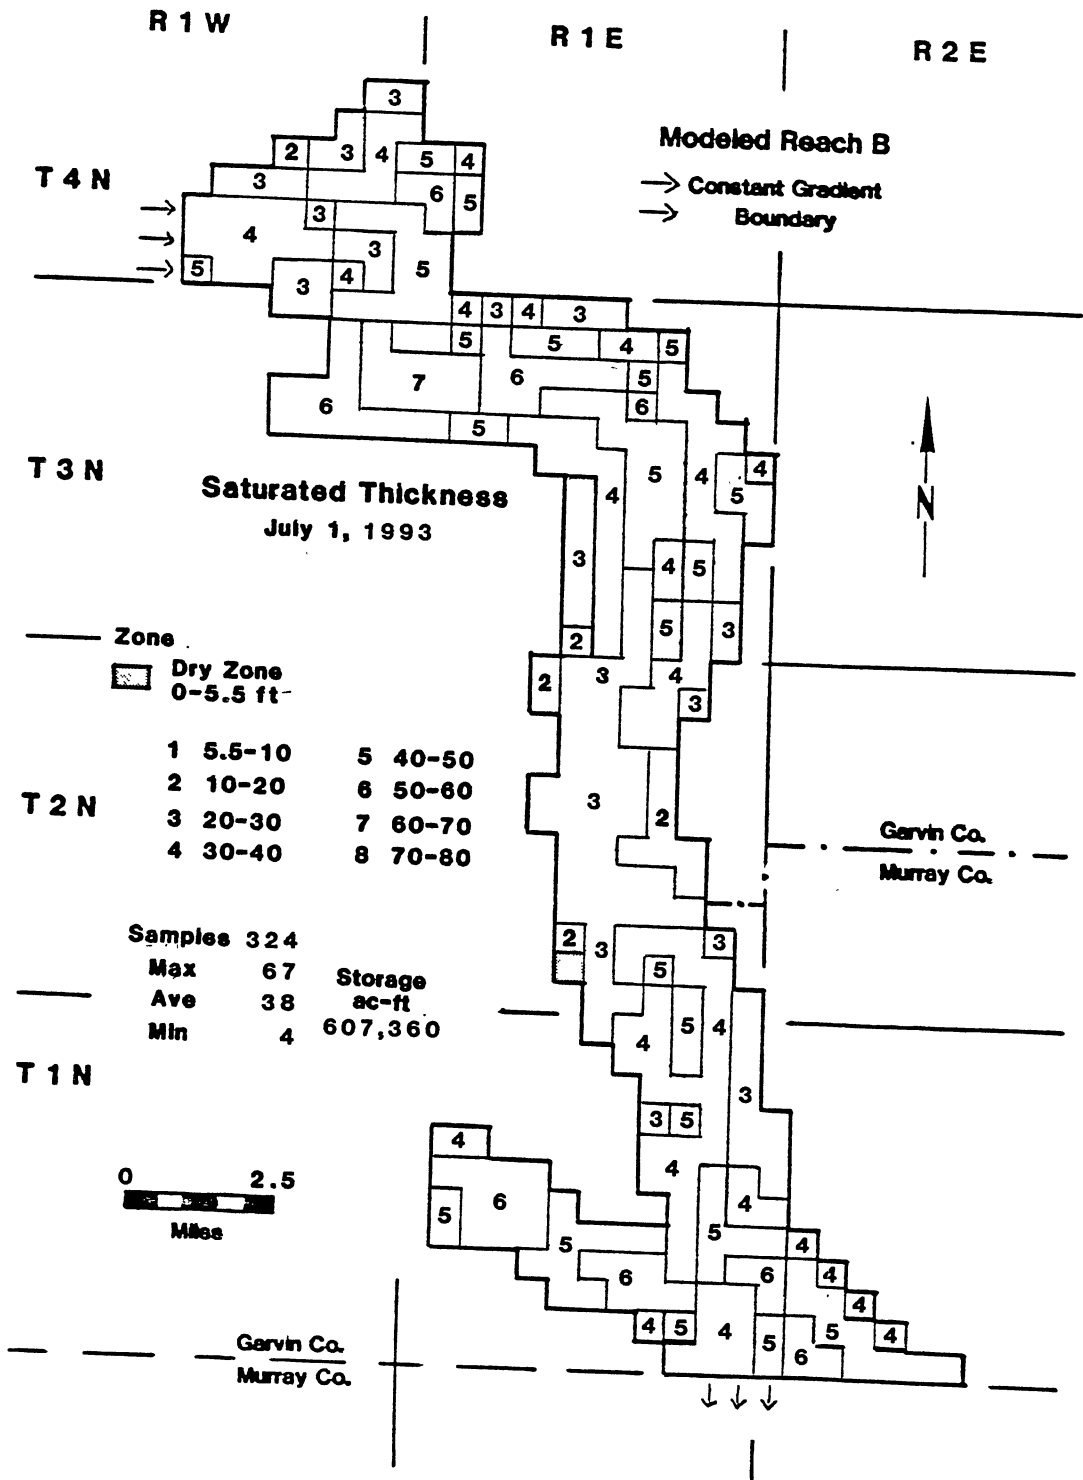 R 1 W
R 1 E
R 2 E
Modeled Reach B
Constant Gradient
Boundary
T 4 N
3
2 3 4 5 4
3 6 5
3
4 3
5 3 4 5
4 3 4 3
5 5 4 5
7 6 5
6 6
5
T 3 N
Saturated Thickness
July 1, 1993
5 4 4
4 5
N
3 4 5
2 5 3
Zone
Dry Zone
0-5.5 ft
2 3 4
3
1 5.5-10 5 40-50
2 10-20 6 50-60
3 20-30 7 60-70
4 30-40 8 70-80
T 2 N
3
2
Garvin Co.
Murray Co.
Samples 324
Max 67
Ave 38
Min 4
Storage
ac-ft
607,360
2 3 3
5
4 5 4
T 1 N
3
3 5
4
4
6
5
4
5 4
5 6 6 4
4
4 5 4 5 5 4
6
0 2.5
Miles
Garvin Co.
Murray Co.